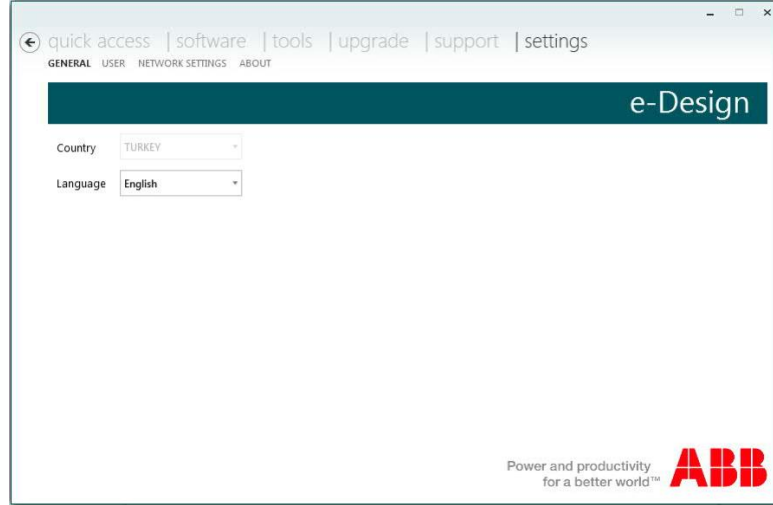 quick access | software | tools | upgrade | support | settings
GENERAL USER NETWORK SETTINGS ABOUT
e-Design
Country TURKEY
Language English
Power and productivity
for a better world™
ABB